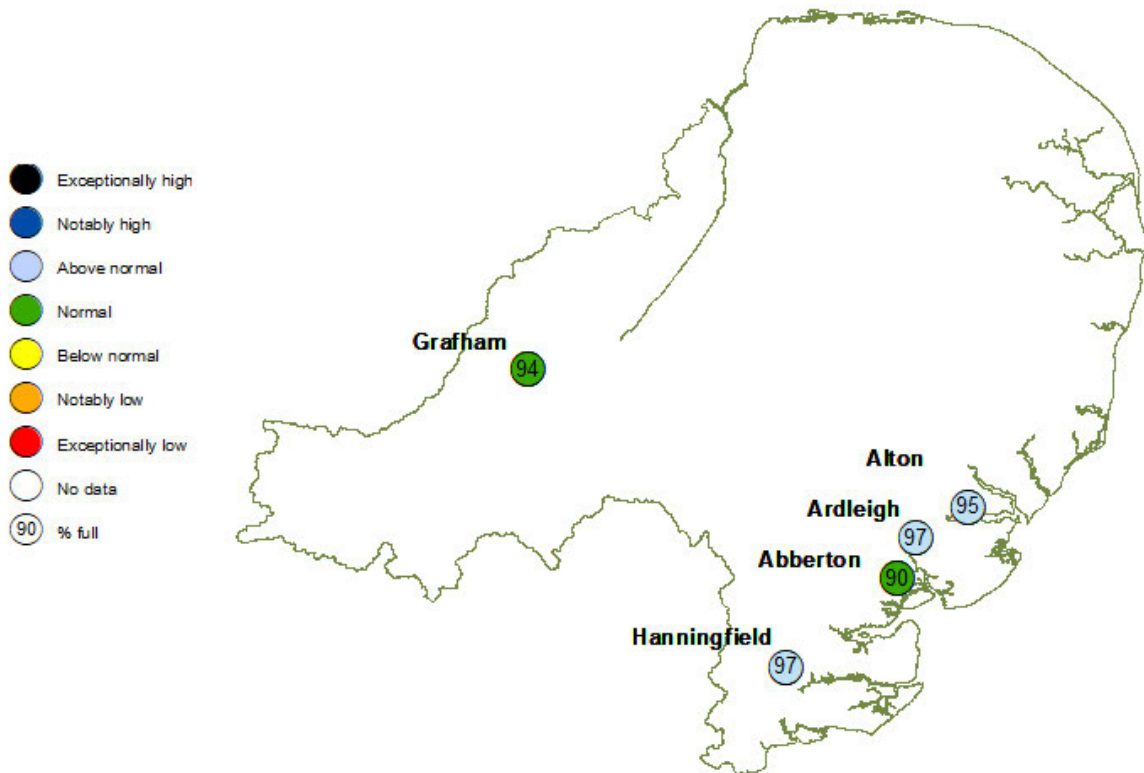 Exceptionally high
Notably high
Above normal
Normal
Below normal
Notably low
Exceptionally low
No data
90 % full
Grafham
94
Alton
95
Ardleigh
97
Abberton
90
Hanningfield
97